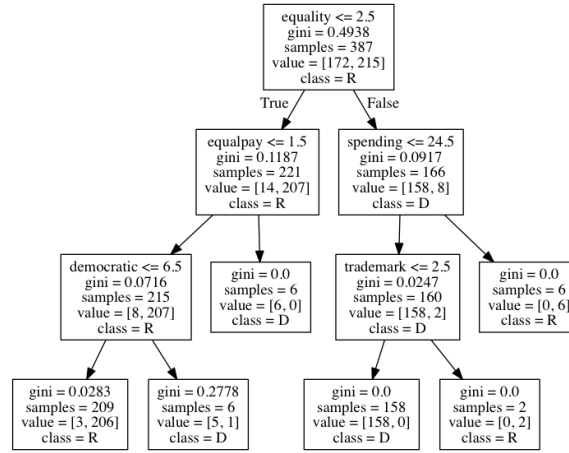 equality <= 2.5
gini = 0.4938
samples = 387
value = [172, 215]
class = R
True
False
equalpay <= 1.5
gini = 0.1187
samples = 221
value = [14, 207]
class = R
spending <= 24.5
gini = 0.0917
samples = 166
value = [158, 8]
class = D
democratic <= 6.5
gini = 0.0716
samples = 215
value = [8, 207]
class = R
gini = 0.0
samples = 6
value = [6, 0]
class = D
trademark <= 2.5
gini = 0.0247
samples = 160
value = [158, 2]
class = D
gini = 0.0
samples = 6
value = [0, 6]
class = R
gini = 0.0283
samples = 209
value = [3, 206]
class = R
gini = 0.2778
samples = 6
value = [5, 1]
class = D
gini = 0.0
samples = 158
value = [158, 0]
class = D
gini = 0.0
samples = 2
value = [0, 2]
class = R